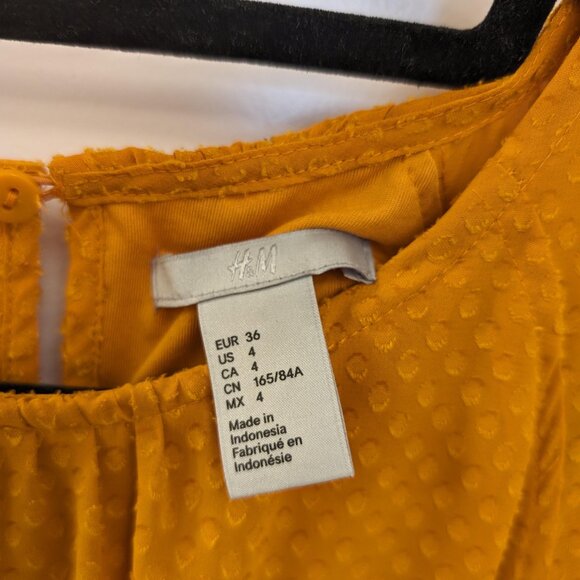 H&M
EUR 36
US 4
CA 4
CN 165/84A
MX 4
Made in
Indonesia
Fabriqué en
Indonésie